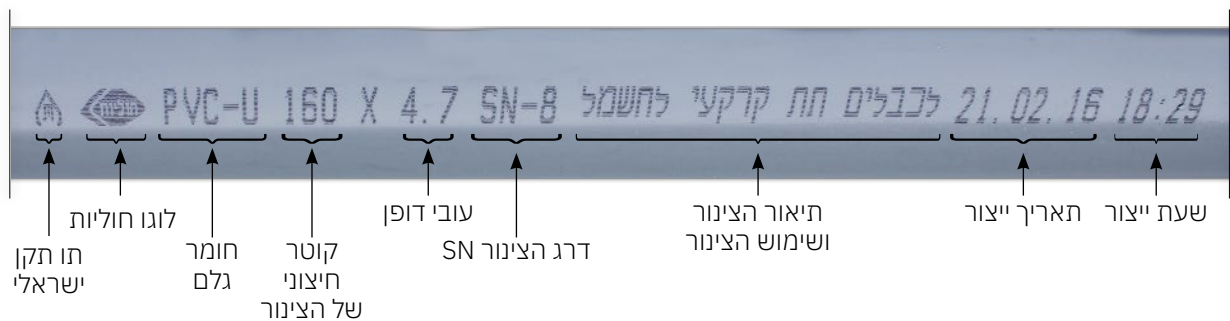 PVC-U 160 X 4.7 SN-8 לכבלים תת קרקעי לחשמל 21.02.16 18:29
תו תקן
ישראלי
לוגו חוליות
חומר
גלם
קוטר
חיצוני
של הצינור
עובי דופן
דרג הצינור SN
תיאור הצינור
ושימוש הצינור
תאריך ייצור
שעת ייצור